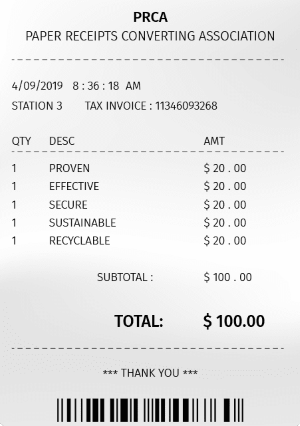 PRCA
PAPER RECEIPTS CONVERTING ASSOCIATION
4/09/2019 8 : 36 : 18 AM
STATION 3 TAX INVOICE : 11346093268
QTY DESC AMT
1 PROVEN $ 20 . 00
1 EFFECTIVE $ 20 . 00
1 SECURE $ 20 . 00
1 SUSTAINABLE $ 20 . 00
1 RECYCLABLE $ 20 . 00
SUBTOTAL : $ 100 . 00
TOTAL: $ 100.00
*** THANK YOU ***